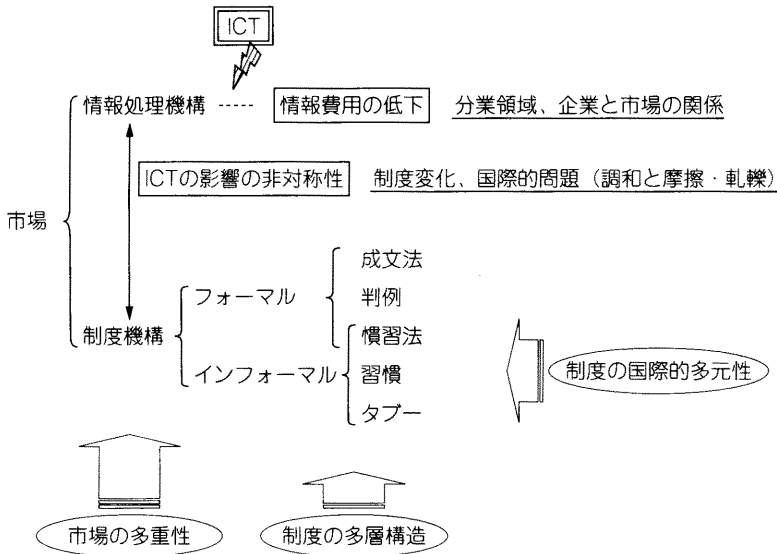 ICT
情報処理機構 情報費用の低下 分業領域、企業と市場の関係
ICTの影響の非対称性 制度変化、国際的問題（調和と摩擦・軋轢）
市場
成文法
フォーマル 判例
制度機構 慣習法
インフォーマル 習慣 制度の国際的多元性
タブー
市場の多重性 制度の多層構造